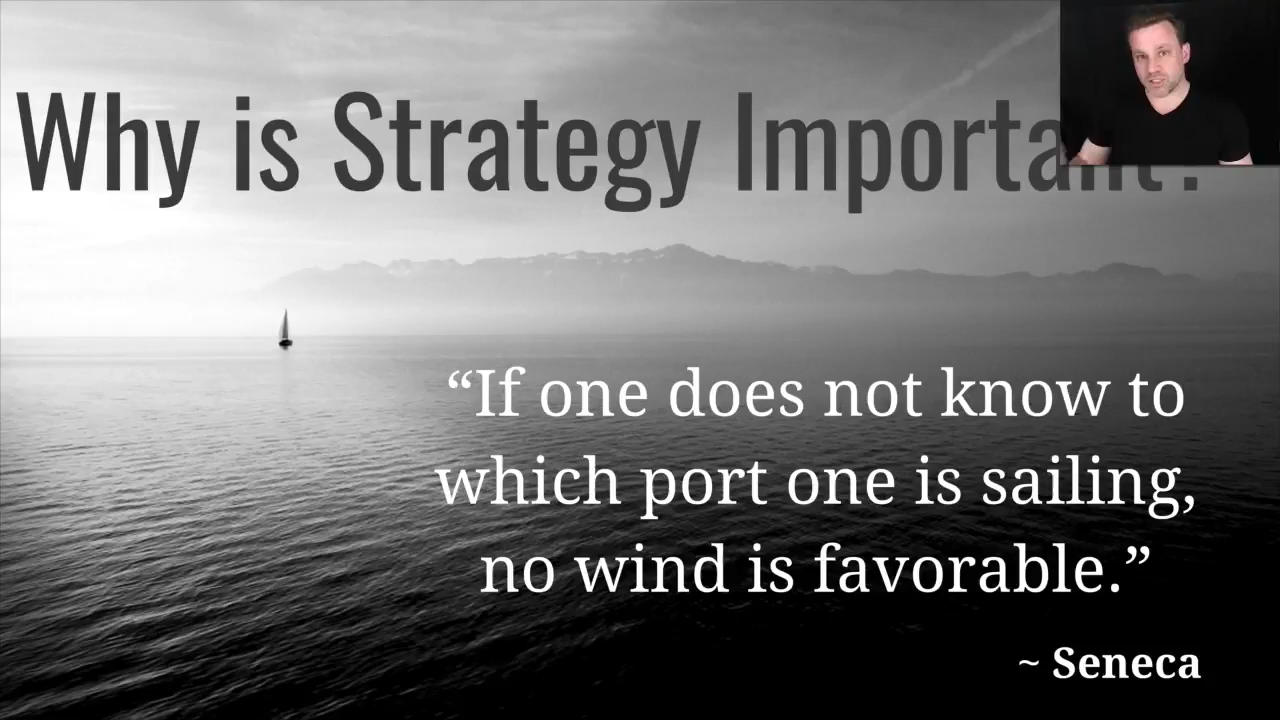 Why is Strategy Important?
“If one does not know to
which port one is sailing,
no wind is favorable.”
~ Seneca